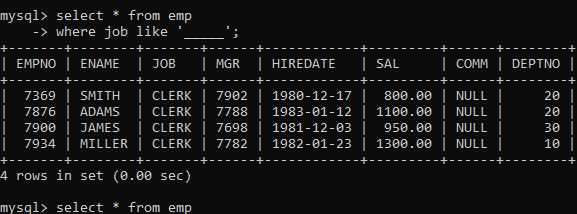 mysql> select * from emp
    -> where job like '_____';
+-------+--------+-------+------+------------+---------+------+--------+
| EMPNO | ENAME  | JOB   | MGR  | HIREDATE   | SAL     | COMM | DEPTNO |
+-------+--------+-------+------+------------+---------+------+--------+
|  7369 | SMITH  | CLERK | 7902 | 1980-12-17 |  800.00 | NULL |     20 |
|  7876 | ADAMS  | CLERK | 7788 | 1983-01-12 | 1100.00 | NULL |     20 |
|  7900 | JAMES  | CLERK | 7698 | 1981-12-03 |  950.00 | NULL |     30 |
|  7934 | MILLER | CLERK | 7782 | 1982-01-23 | 1300.00 | NULL |     10 |
+-------+--------+-------+------+------------+---------+------+--------+
4 rows in set (0.00 sec)
mysql> select * from emp